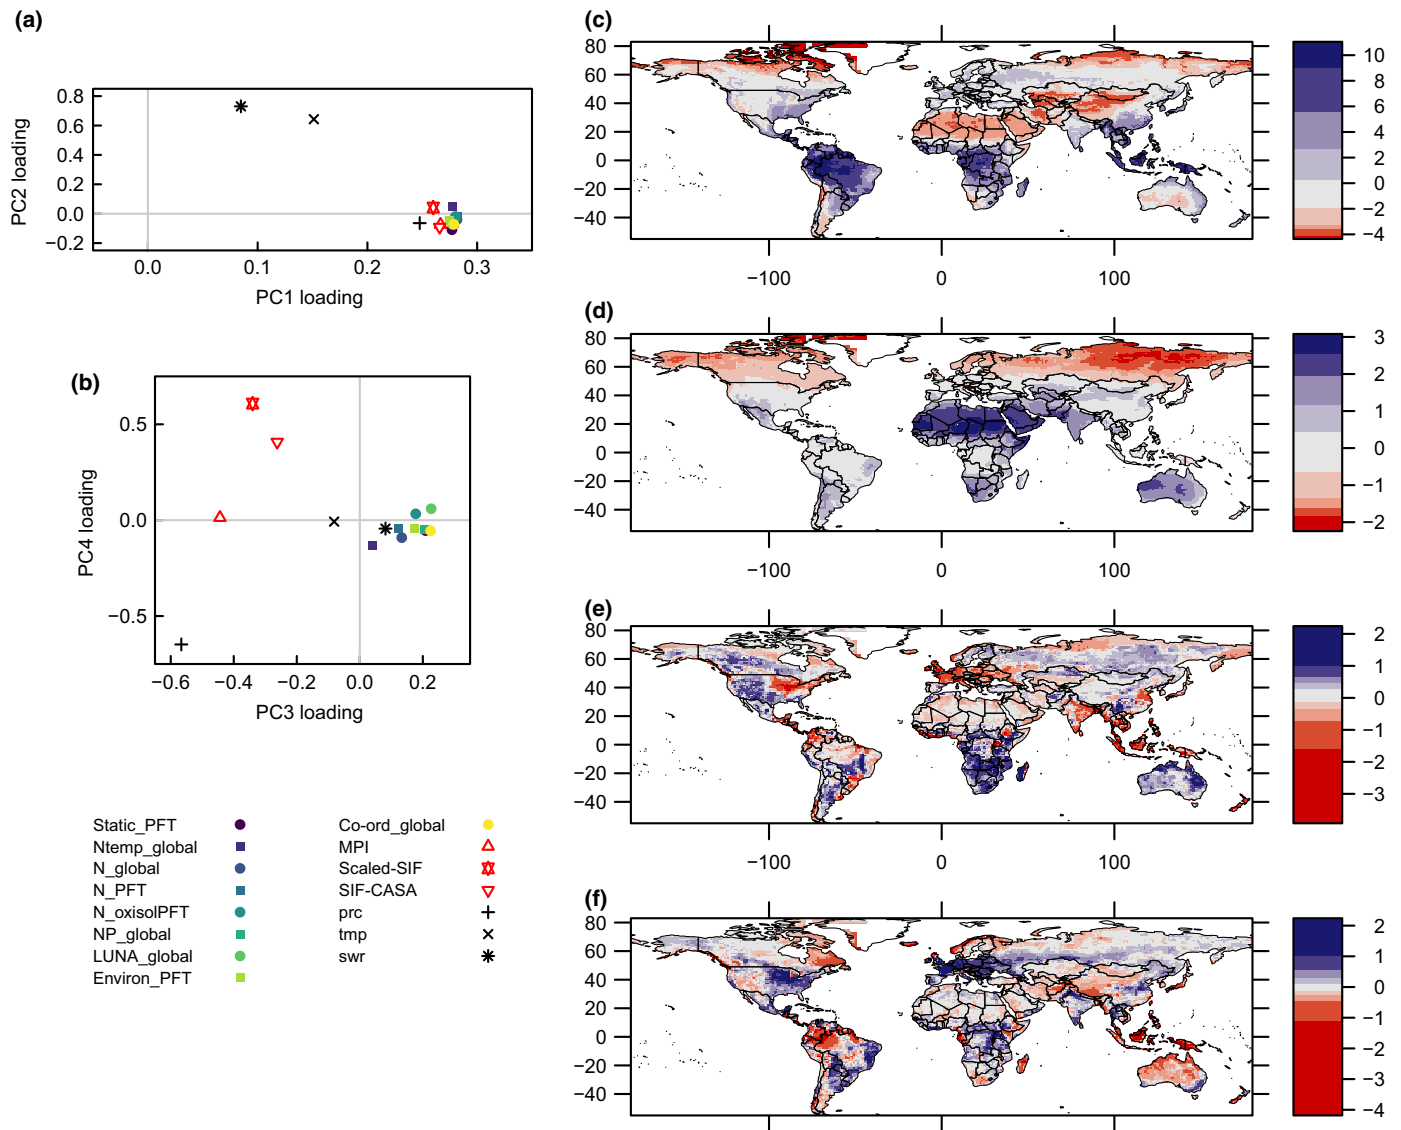 (a)
0.8
0.6
0.4
0.2
0.0
−0.2
PC2 loading
0.0 0.1 0.2 0.3
PC1 loading
(b)
0.5
0.0
−0.5
PC4 loading
−0.6 −0.4 −0.2 0.0 0.2
PC3 loading
Static_PFT
Ntemp_global
N_global
N_PFT
N_oxisolPFT
NP_global
LUNA_global
Environ_PFT
Co-ord_global
MPI
Scaled-SIF
SIF-CASA
prc
tmp
swr
(c)
80
60
40
20
0
−20
−40
−100 0 100
10
8
6
4
2
0
−2
−4
(d)
80
60
40
20
0
−20
−40
−100 0 100
3
2
1
0
−1
−2
(e)
80
60
40
20
0
−20
−40
−100 0 100
2
1
0
−1
−2
−3
(f)
80
60
40
20
0
−20
−40
2
1
0
−1
−2
−3
−4